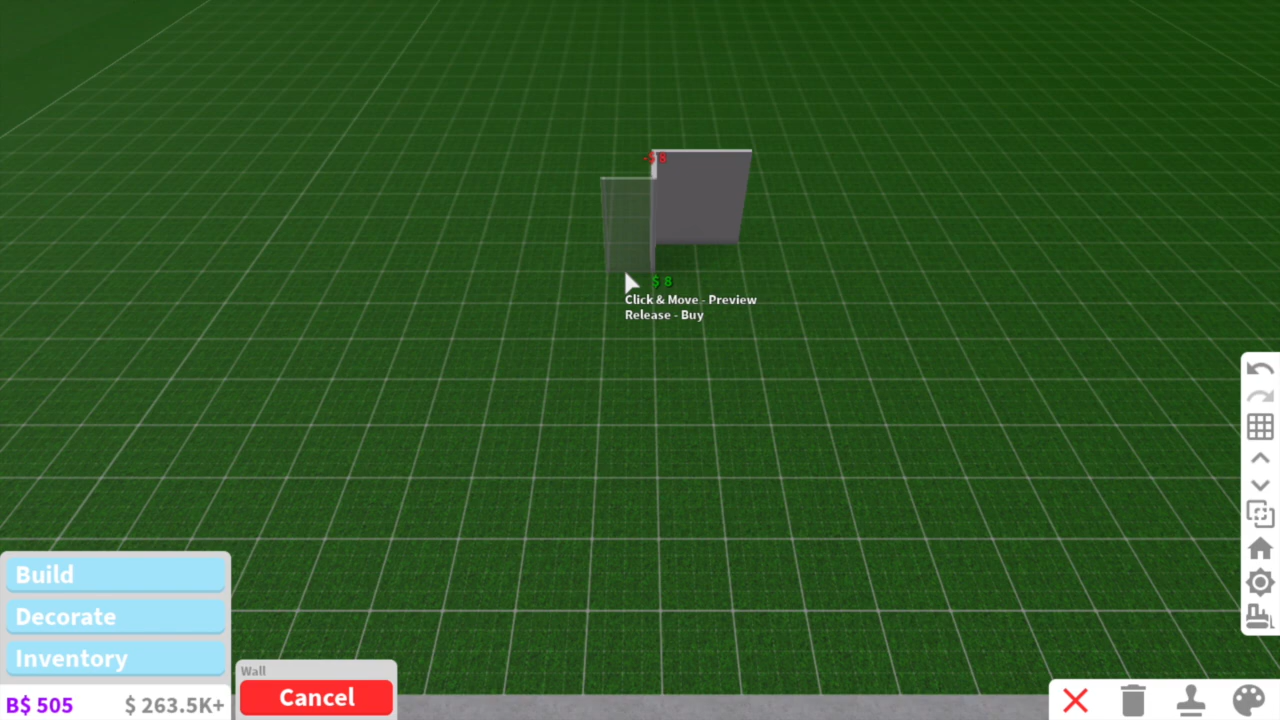 -$ 8
$ 8
Click & Move - Preview
Release - Buy
Build
Decorate
Inventory
B$ 505
$ 263.5K+
Wall
Cancel